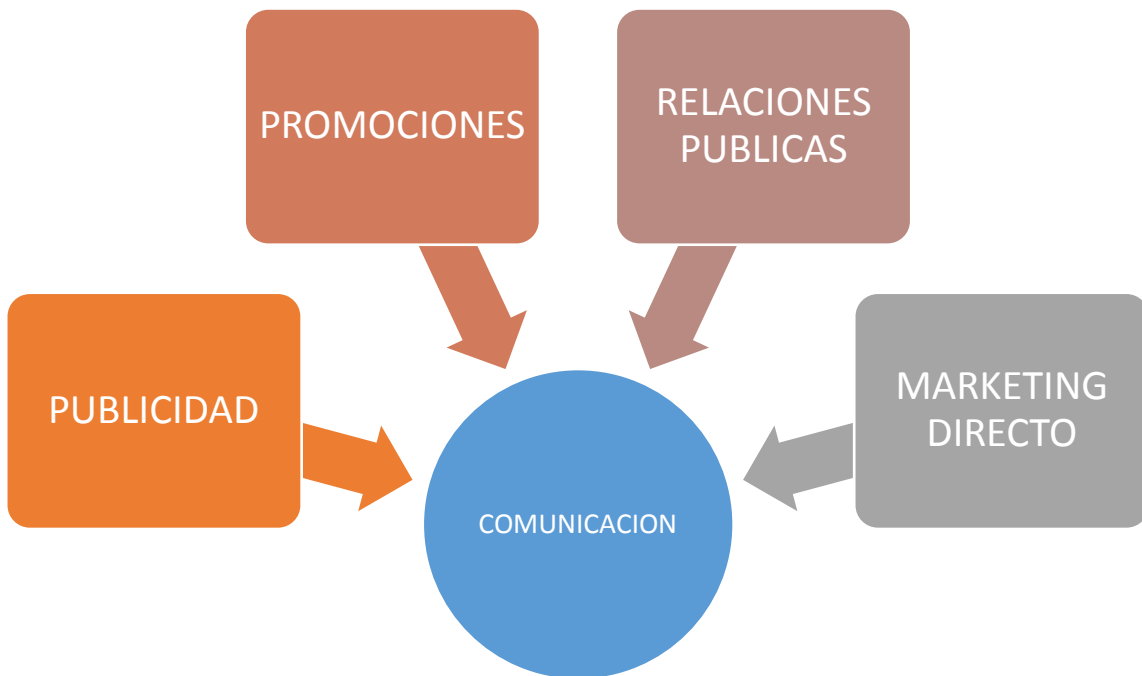 PROMOCIONES
RELACIONES
PUBLICAS
PUBLICIDAD
MARKETING
DIRECTO
COMUNICACION